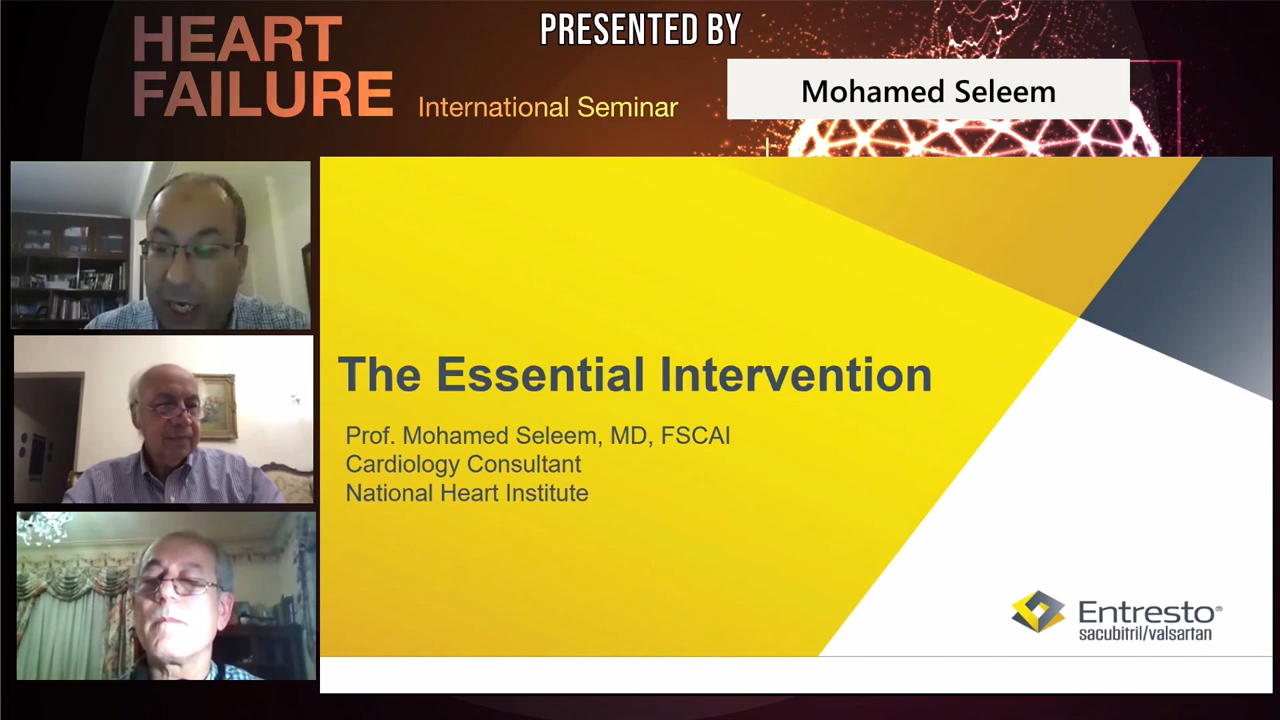 HEART
FAILURE
International Seminar
PRESENTED BY
Mohamed Seleem
The Essential Intervention
Prof. Mohamed Seleem, MD, FSCAI
Cardiology Consultant
National Heart Institute
Entresto®
sacubitril/valsartan